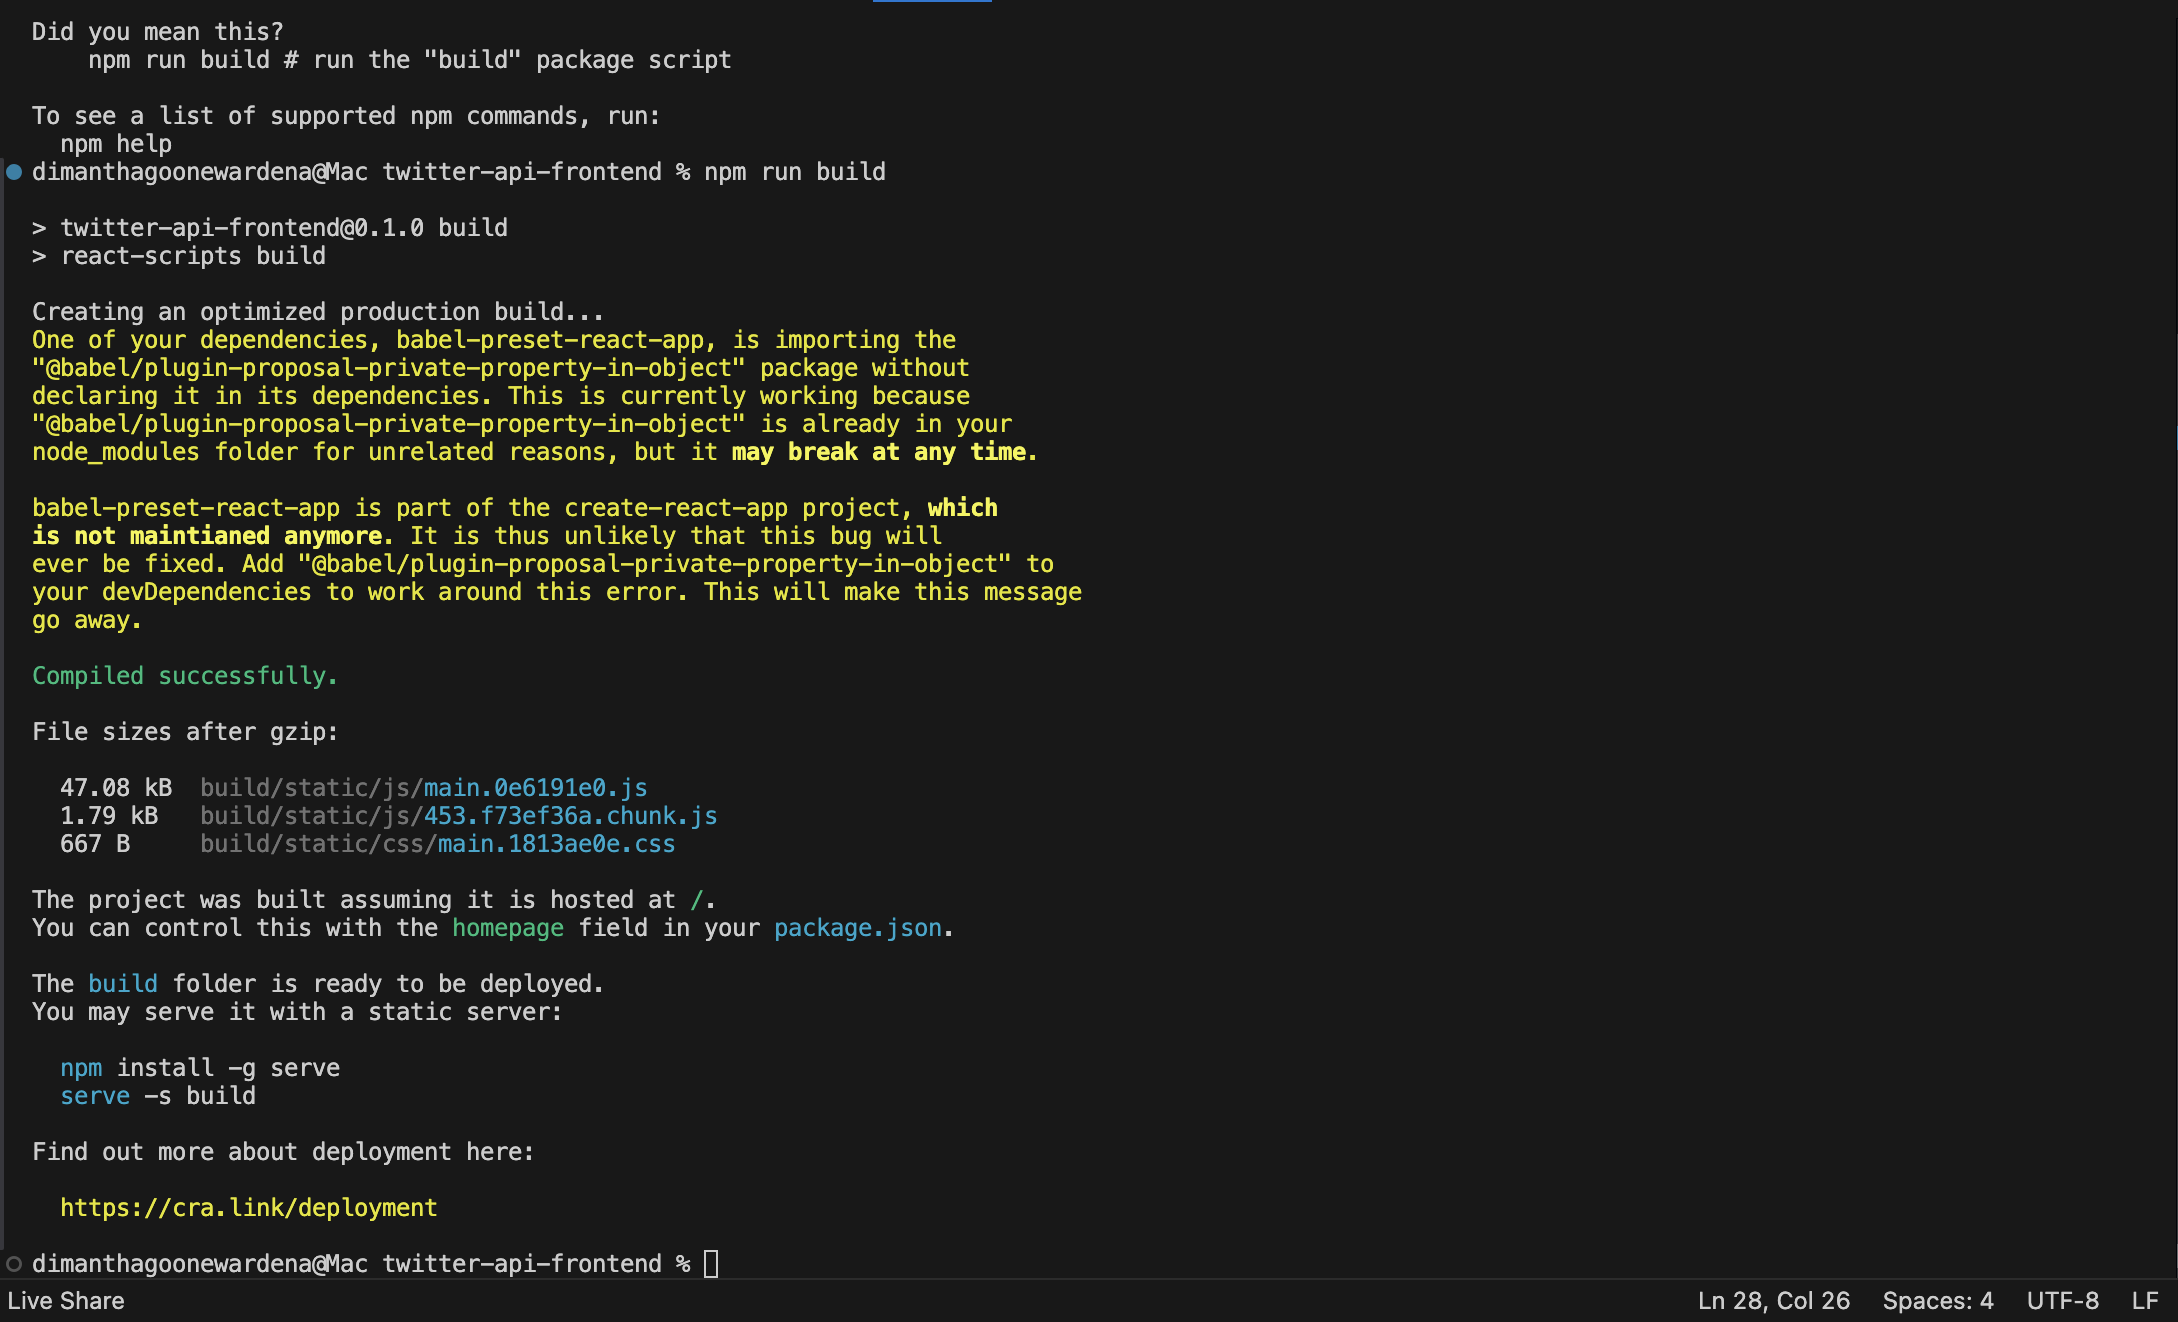 Did you mean this?
    npm run build # run the "build" package script

To see a list of supported npm commands, run:
  npm help
dimanthagoonewardena@Mac twitter-api-frontend % npm run build

> twitter-api-frontend@0.1.0 build
> react-scripts build

Creating an optimized production build...
One of your dependencies, babel-preset-react-app, is importing the
"@babel/plugin-proposal-private-property-in-object" package without
declaring it in its dependencies. This is currently working because
"@babel/plugin-proposal-private-property-in-object" is already in your
node_modules folder for unrelated reasons, but it may break at any time.

babel-preset-react-app is part of the create-react-app project, which
is not maintianed anymore. It is thus unlikely that this bug will
ever be fixed. Add "@babel/plugin-proposal-private-property-in-object" to
your devDependencies to work around this error. This will make this message
go away.

Compiled successfully.

File sizes after gzip:

  47.08 kB  build/static/js/main.0e6191e0.js
  1.79 kB   build/static/js/453.f73ef36a.chunk.js
  667 B     build/static/css/main.1813ae0e.css

The project was built assuming it is hosted at /.
You can control this with the homepage field in your package.json.

The build folder is ready to be deployed.
You may serve it with a static server:

  npm install -g serve
  serve -s build

Find out more about deployment here:

  https://cra.link/deployment

dimanthagoonewardena@Mac twitter-api-frontend %
Live Share Ln 28, Col 26 Spaces: 4 UTF-8 LF